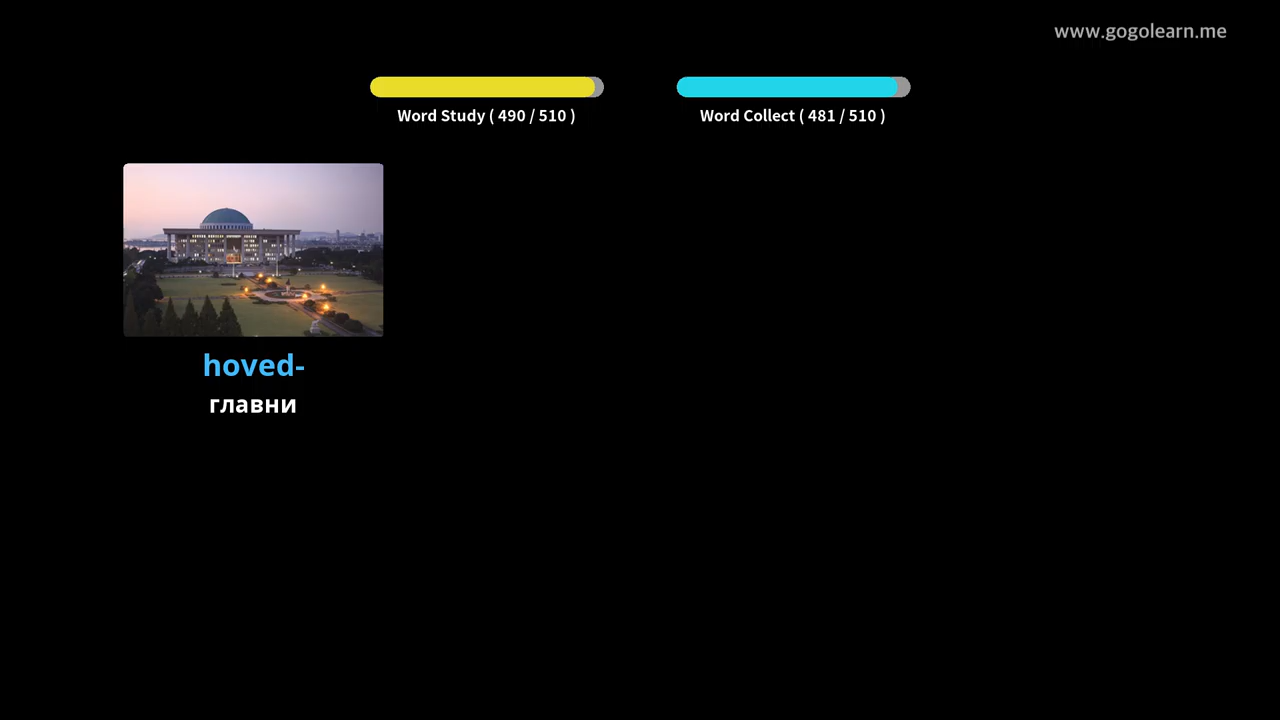 www.gogolearn.me
Word Study ( 490 / 510 )
Word Collect ( 481 / 510 )
hoved-
главни